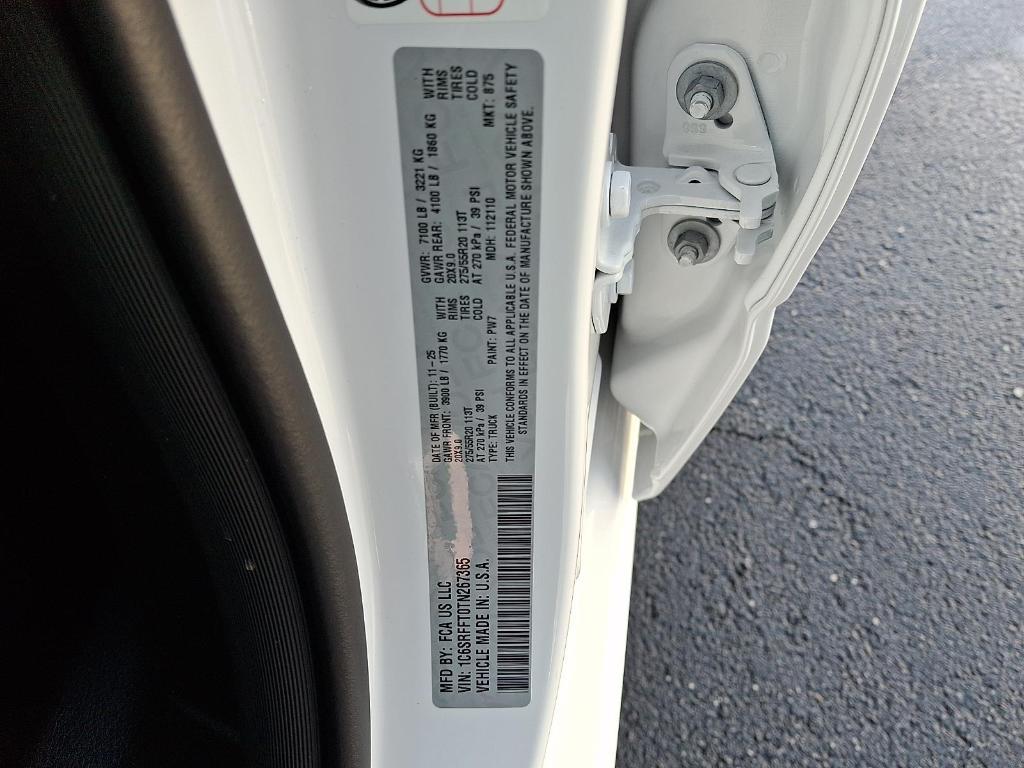 MFD BY: FCA US LLC
DATE OF MFR (BUILT): 11-25
GVWR: 7100 LB / 3221 KG
GAWR FRONT: 3900 LB / 1770 KG WITH
GAWR REAR: 4100 LB / 1860 KG WITH
20X9.0 RIMS
20X9.0 RIMS
275/55R20 113T TIRES
275/55R20 113T TIRES
AT 270 kPa / 39 PSI COLD
AT 270 kPa / 39 PSI COLD
VIN: 1C6SRFFT0TN267365
TYPE: TRUCK PAINT: PW7 MDH: 112110 MKT: 875
VEHICLE MADE IN: U.S.A.
THIS VEHICLE CONFORMS TO ALL APPLICABLE U.S.A. FEDERAL MOTOR VEHICLE SAFETY
STANDARDS IN EFFECT ON THE DATE OF MANUFACTURE SHOWN ABOVE.